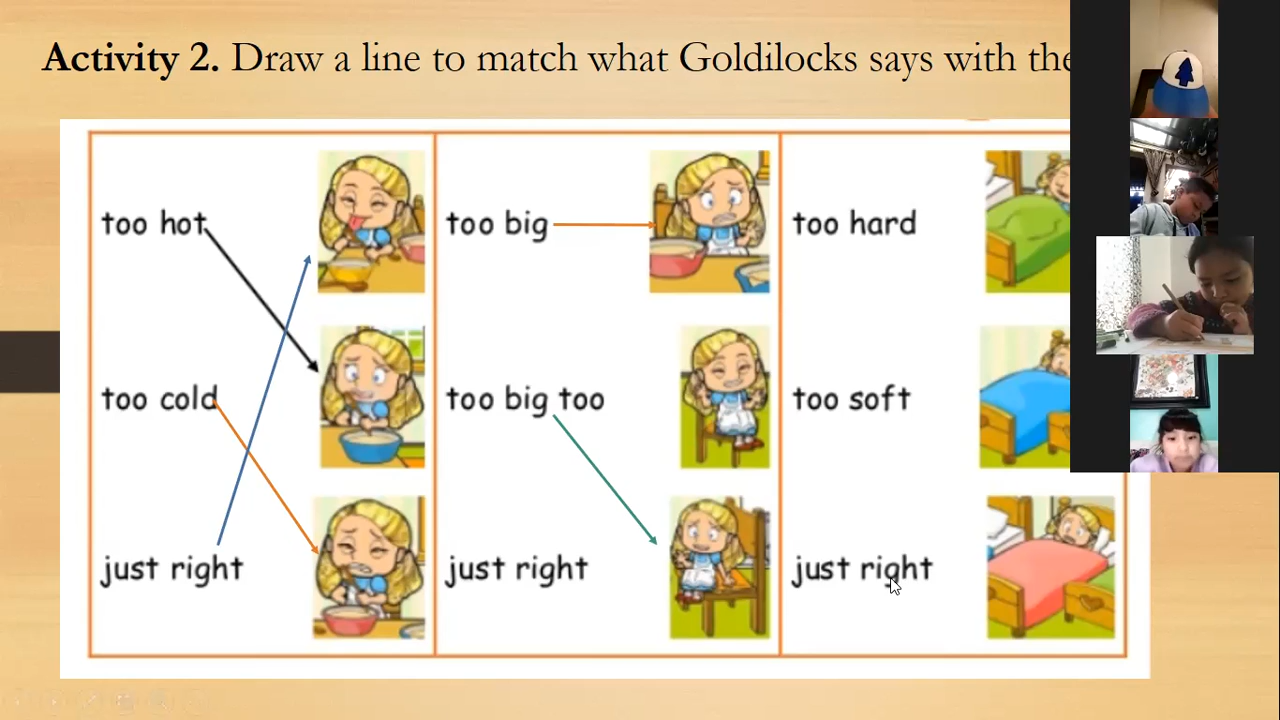 Activity 2. Draw a line to match what Goldilocks says with the
too hot
too cold
just right
too big
too big too
just right
too hard
too soft
just right